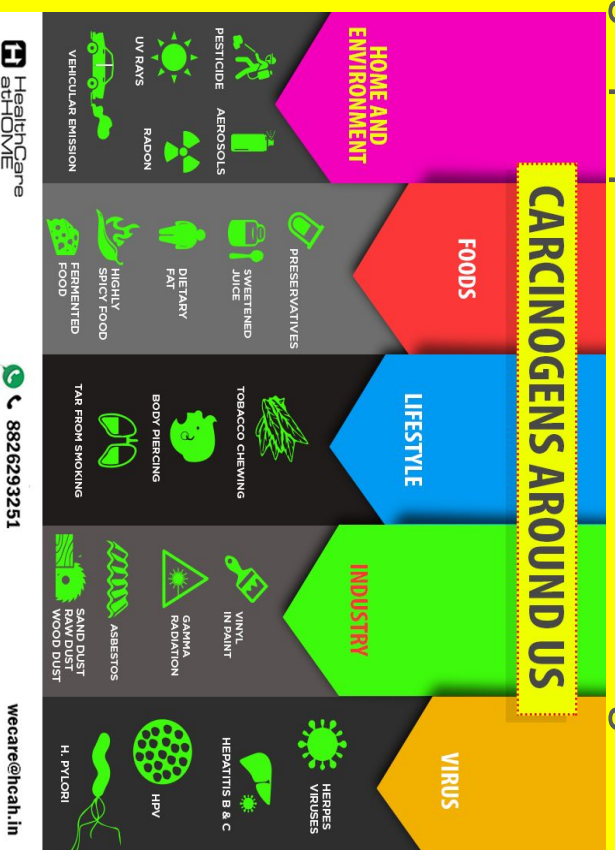 CARCINOGENS AROUND US
HOME AND
ENVIRONMENT
PESTICIDE
AEROSOLS
UV RAYS
RADON
VEHICULAR EMISSION
FOODS
PRESERVATIVES
SWEETENED
JUICE
DIETARY
FAT
HIGHLY
SPICY FOOD
FERMENTED
FOOD
LIFESTYLE
TOBACCO CHEWING
BODY PIERCING
TAR FROM SMOKING
INDUSTRY
VINYL
IN PAINT
GAMMA
RADIATION
ASBESTOS
SAND DUST
RAW DUST
WOOD DUST
VIRUS
HERPES
VIRUSES
HEPATITIS B & C
HPV
H. PYLORI
HealthCare
atHOME
8826293251
wecare@hcah.in